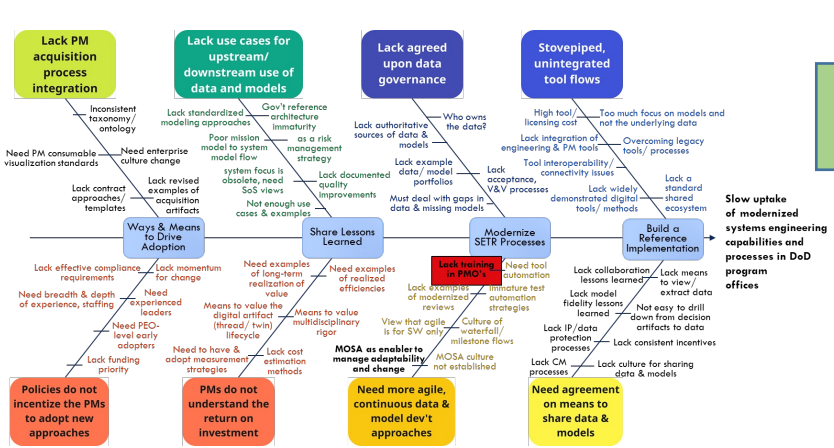 Lack PM
acquisition
process
integration
Lack use cases for
upstream/
downstream use of
data and models
Lack agreed
upon data
governance
Stovepiped,
unintegrated
tool flows
Inconsistent
taxonomy/
ontology
Need PM consumable
visualization standards
Need enterprise
culture change
Lack contract
approaches/
templates
Lack revised
examples of
acquisition
artifacts
Lack standardized
modeling approaches
Gov't reference
architecture
immaturity
Poor mission
model to system
model flow
as a risk
management
strategy
system focus is
obsolete, need
SoS views
Lack documented
quality
improvements
Not enough use
cases & examples
Who owns
the data?
Lack authoritative
sources of data &
models
Lack example
data/ model
portfolios
Lack
acceptance,
V&V processes
Must deal with gaps in
data & missing models
High tool/
licensing cost
Too much focus on models and
not the underlying data
Lack integration of
engineering & PM tools
Overcoming legacy
tools/ processes
Tool interoperability/
connectivity issues
Lack widely
demonstrated digital
tools/ methods
Lack a
standard
shared
ecosystem
Ways & Means
to Drive
Adoption
Share Lessons
Learned
Modernize
SETR Processes
Build a
Reference
Implementation
Slow uptake
of modernized
systems engineering
capabilities and
processes in DoD
program
offices
Lack effective compliance
requirements
Lack momentum
for change
Need breadth & depth
of experience, staffing
Need
experienced
leaders
Need PEO-
level early
adopters
Lack funding
priority
Need examples
of long-term
realization of
value
Need examples of
realized efficiencies
Means to value the
digital artifact
(thread/ twin)
lifecycle
Means to value
multidisciplinary
rigor
Need to have &
adopt measurement
strategies
Lack cost
estimation
methods
Lack training
in PMO's
Need tool
automation
Lack examples
of modernized
reviews
Immature test
automation
strategies
View that agile
is for SW only
Culture of
waterfall/
milestone flows
MOSA as enabler to
manage adaptability
and change
MOSA culture
not established
Lack collaboration
lessons learned
Lack means
to view/
extract data
Lack model
fidelity lessons
learned
Not easy to drill
down from decision
artifacts to data
Lack IP/data
protection
processes
Lack consistent incentives
Lack CM
processes
Lack culture for sharing
data & models
Policies do not
incentize the PMs
to adopt new
approaches
PMs do not
understand the
return on
investment
Need more agile,
continuous data &
model dev't
approaches
Need agreement
on means to
share data &
models